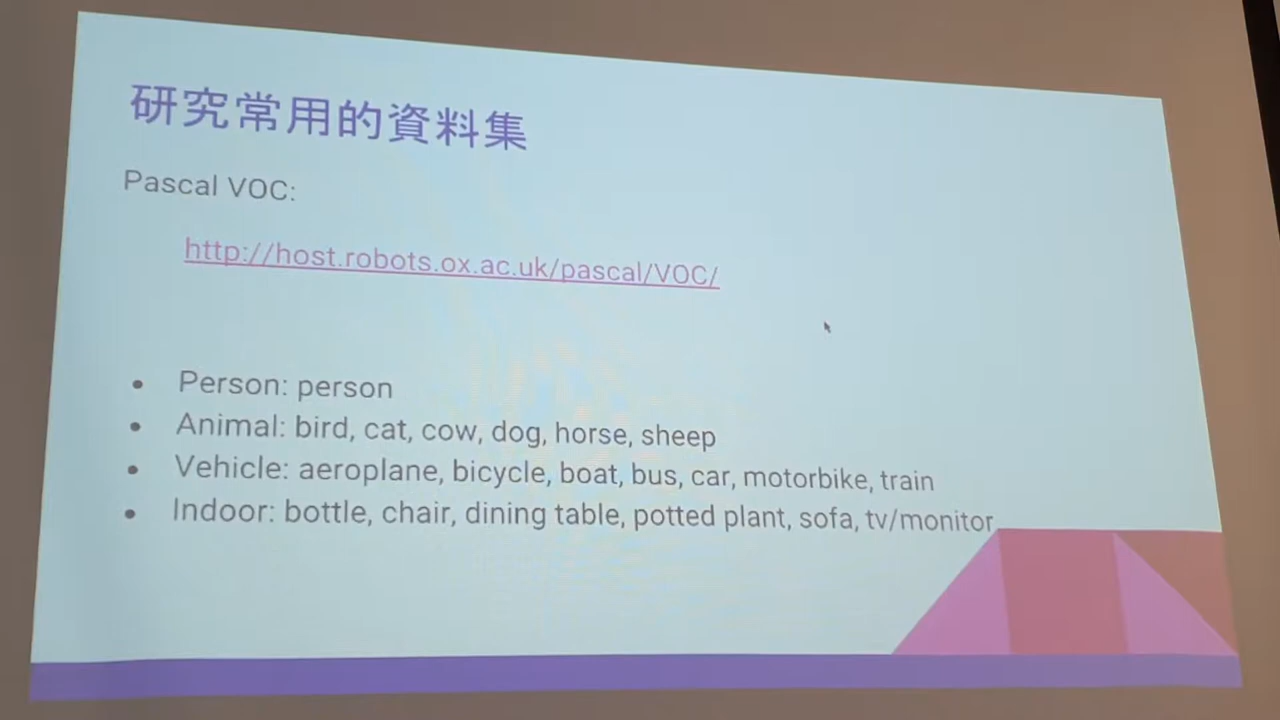 研究常用的資料集
Pascal VOC:
http://host.robots.ox.ac.uk/pascal/VOC/
• Person: person
• Animal: bird, cat, cow, dog, horse, sheep
• Vehicle: aeroplane, bicycle, boat, bus, car, motorbike, train
• Indoor: bottle, chair, dining table, potted plant, sofa, tv/monitor